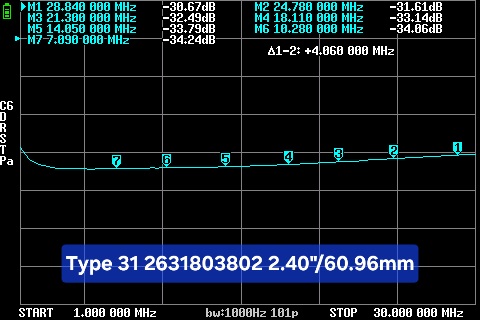 M1 28.840 000 MHz -30.67dB M2 24.780 000 MHz -31.61dB
M3 21.300 000 MHz -32.49dB M4 18.110 000 MHz -33.14dB
M5 14.050 000 MHz -33.79dB M6 10.280 000 MHz -34.06dB
M7 7.090 000 MHz -34.24dB
Δ1-2: +4.060 000 MHz
C6
D
R
S
T
Pa
7 6 5 4 3 2 1
Type 31 2631803802 2.40"/60.96mm
START 1.000 000 MHz bw:1000Hz 101p STOP 30.000 000 MHz